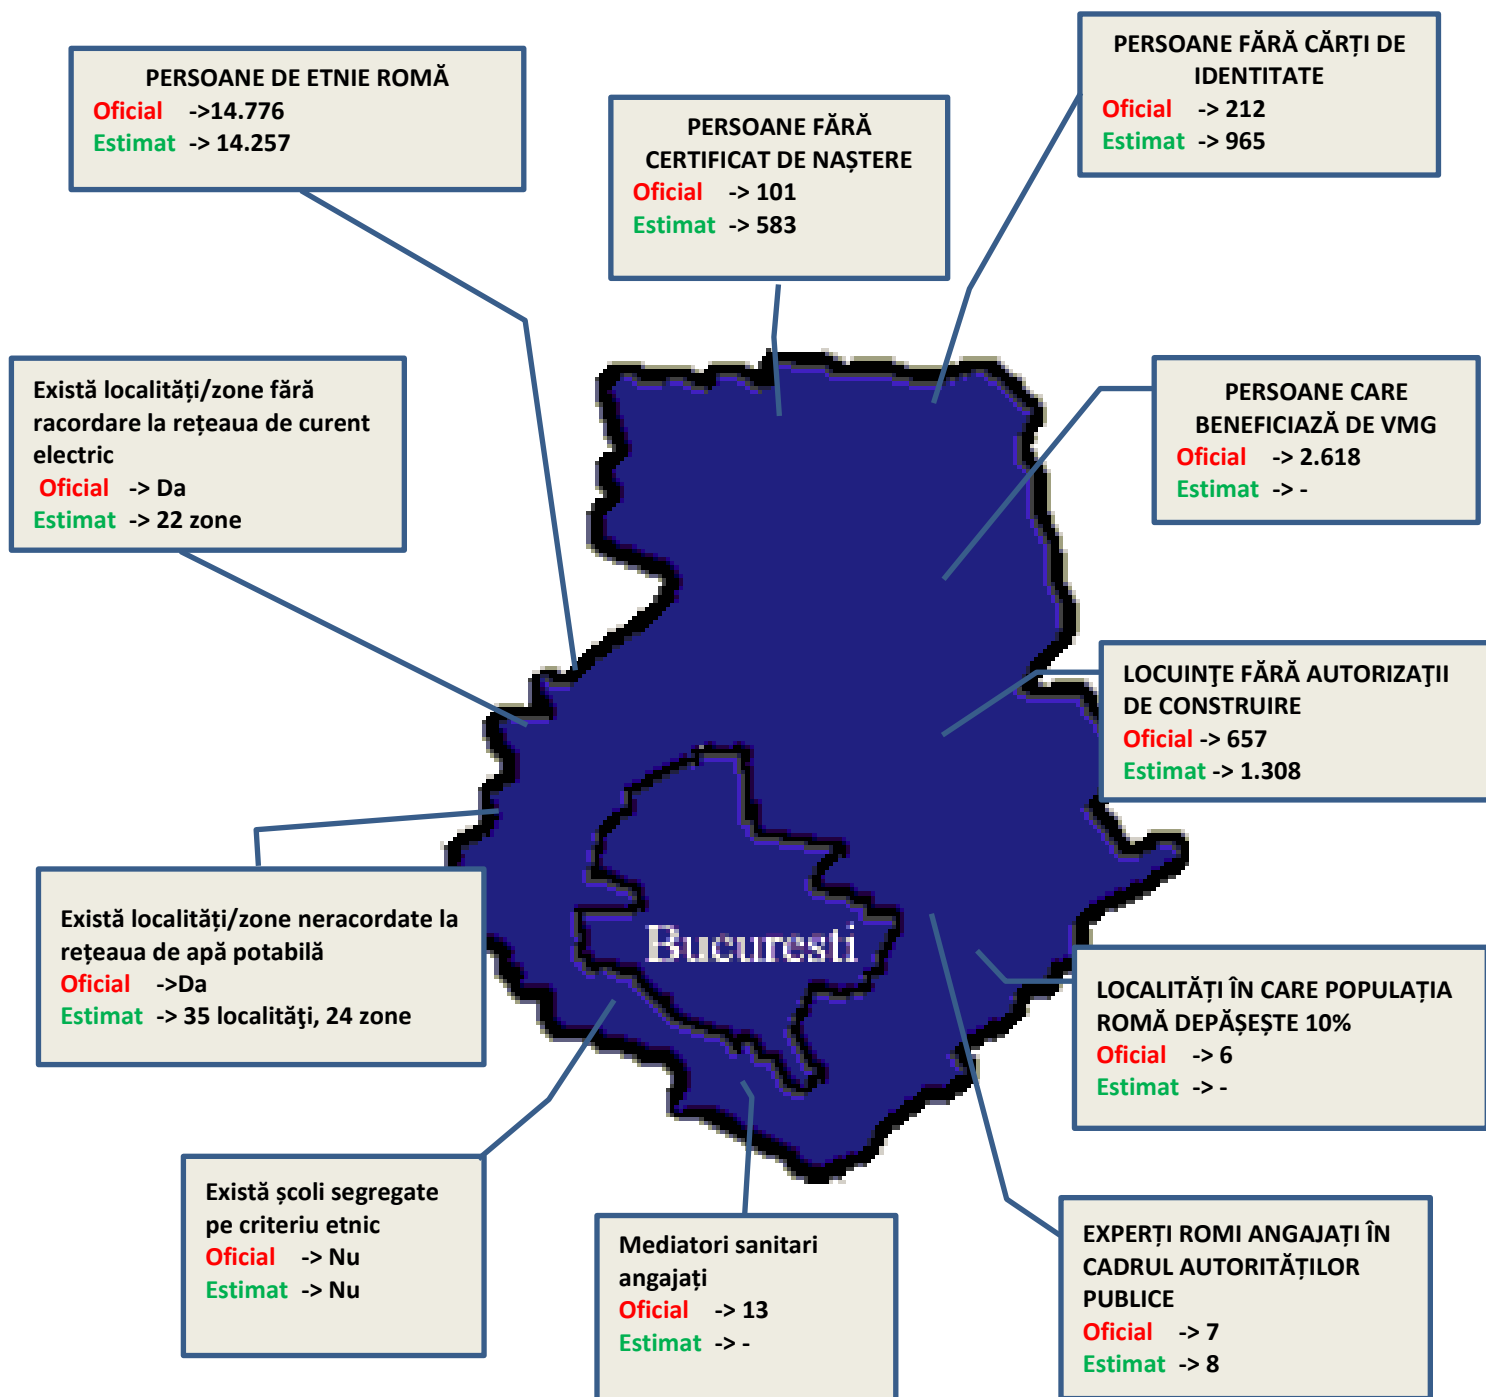 PERSOANE DE ETNIE ROMĂ
Oficial ->14.776
Estimat -> 14.257
PERSOANE FĂRĂ
CERTIFICAT DE NAȘTERE
Oficial -> 101
Estimat -> 583
PERSOANE FĂRĂ CĂRȚI DE
IDENTITATE
Oficial -> 212
Estimat -> 965
Există localități/zone fără
racordare la rețeaua de curent
electric
Oficial -> Da
Estimat -> 22 zone
PERSOANE CARE
BENEFICIAZĂ DE VMG
Oficial -> 2.618
Estimat -> -
LOCUINŢE FĂRĂ AUTORIZAŢII
DE CONSTRUIRE
Oficial -> 657
Estimat -> 1.308
Există localități/zone neracordate la
rețeaua de apă potabilă
Oficial ->Da
Estimat -> 35 localităţi, 24 zone
Bucuresti
LOCALITĂȚI ÎN CARE POPULAȚIA
ROMĂ DEPĂȘEȘTE 10%
Oficial -> 6
Estimat -> -
Există școli segregate
pe criteriu etnic
Oficial -> Nu
Estimat -> Nu
Mediatori sanitari
angajați
Oficial -> 13
Estimat -> -
EXPERȚI ROMI ANGAJAȚI ÎN
CADRUL AUTORITĂȚILOR
PUBLICE
Oficial -> 7
Estimat -> 8